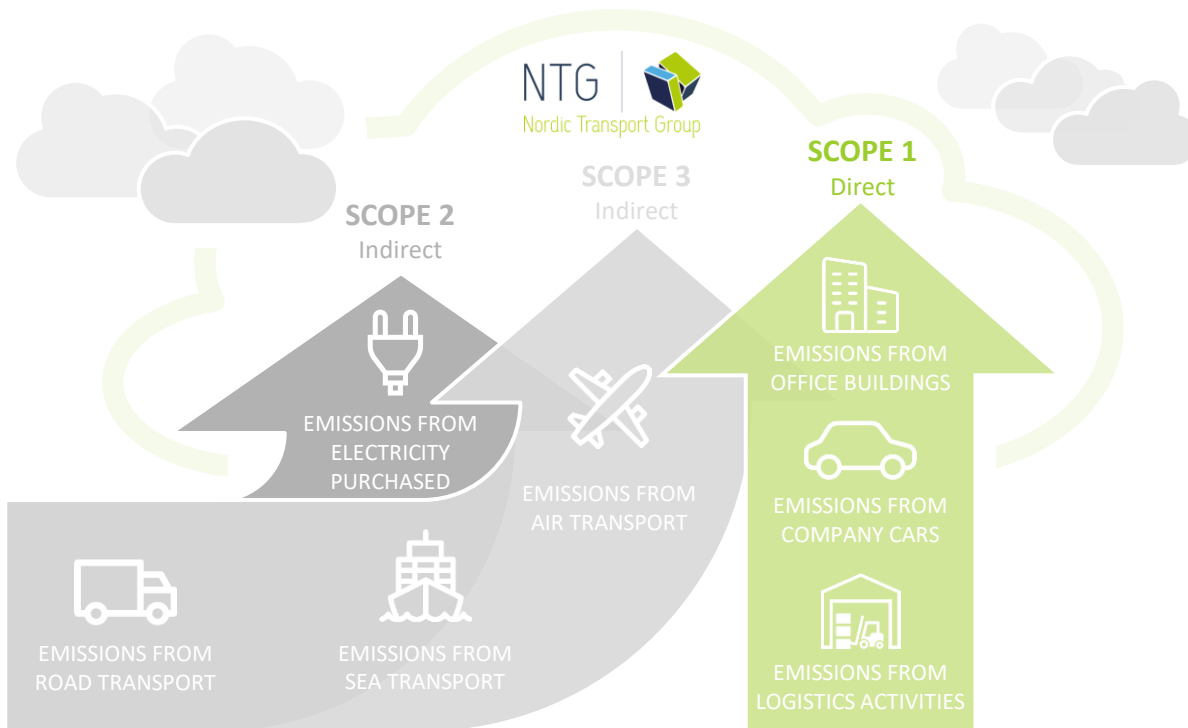 NTG
Nordic Transport Group
SCOPE 1
Direct
SCOPE 3
Indirect
SCOPE 2
Indirect
EMISSIONS FROM
OFFICE BUILDINGS
EMISSIONS FROM
ELECTRICITY
PURCHASED
EMISSIONS FROM
AIR TRANSPORT
EMISSIONS FROM
COMPANY CARS
EMISSIONS FROM
ROAD TRANSPORT
EMISSIONS FROM
SEA TRANSPORT
EMISSIONS FROM
LOGISTICS ACTIVITIES